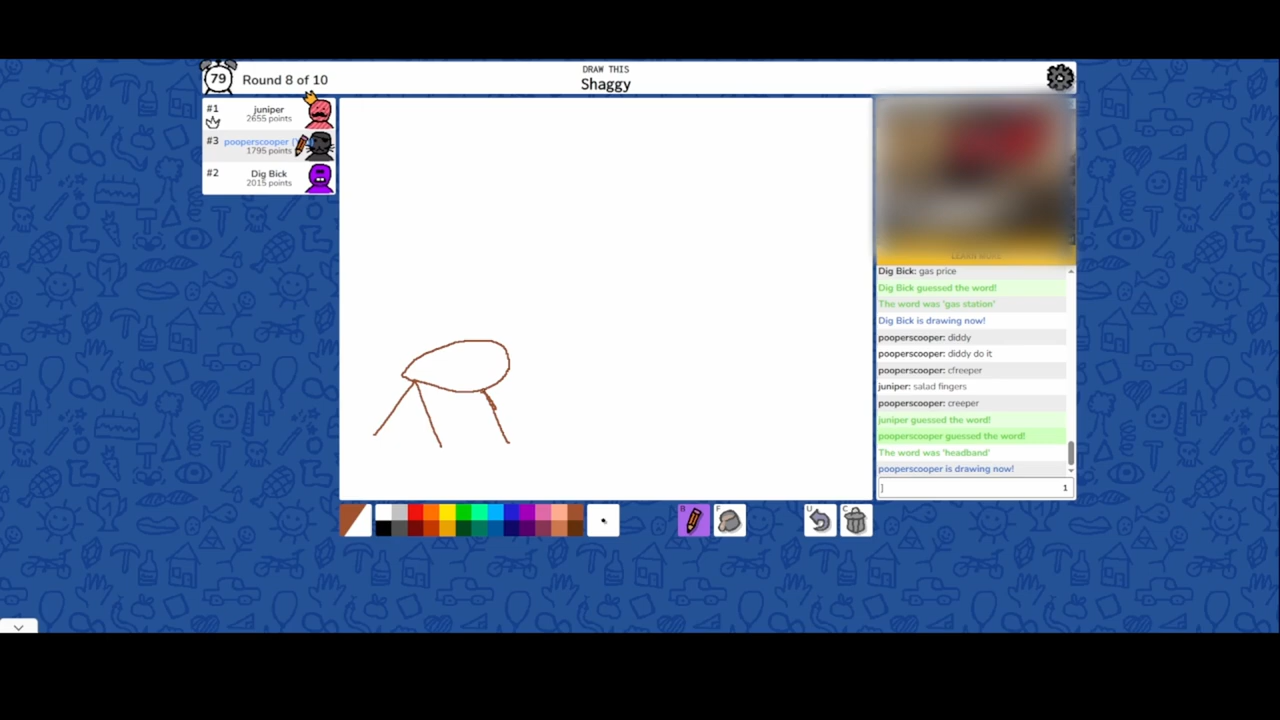 79
Round 8 of 10
DRAW THIS
Shaggy
#1
juniper
2655 points
#3
pooperscooper
1795 points
#2
Dig Bick
2015 points
LEARN MORE
Dig Bick: gas price
Dig Bick guessed the word!
The word was 'gas station'
Dig Bick is drawing now!
pooperscooper: diddy
pooperscooper: diddy do it
pooperscooper: cfreeper
juniper: salad fingers
pooperscooper: creeper
juniper guessed the word!
pooperscooper guessed the word!
The word was 'headband'
pooperscooper is drawing now!
]
1
B
F
U
C